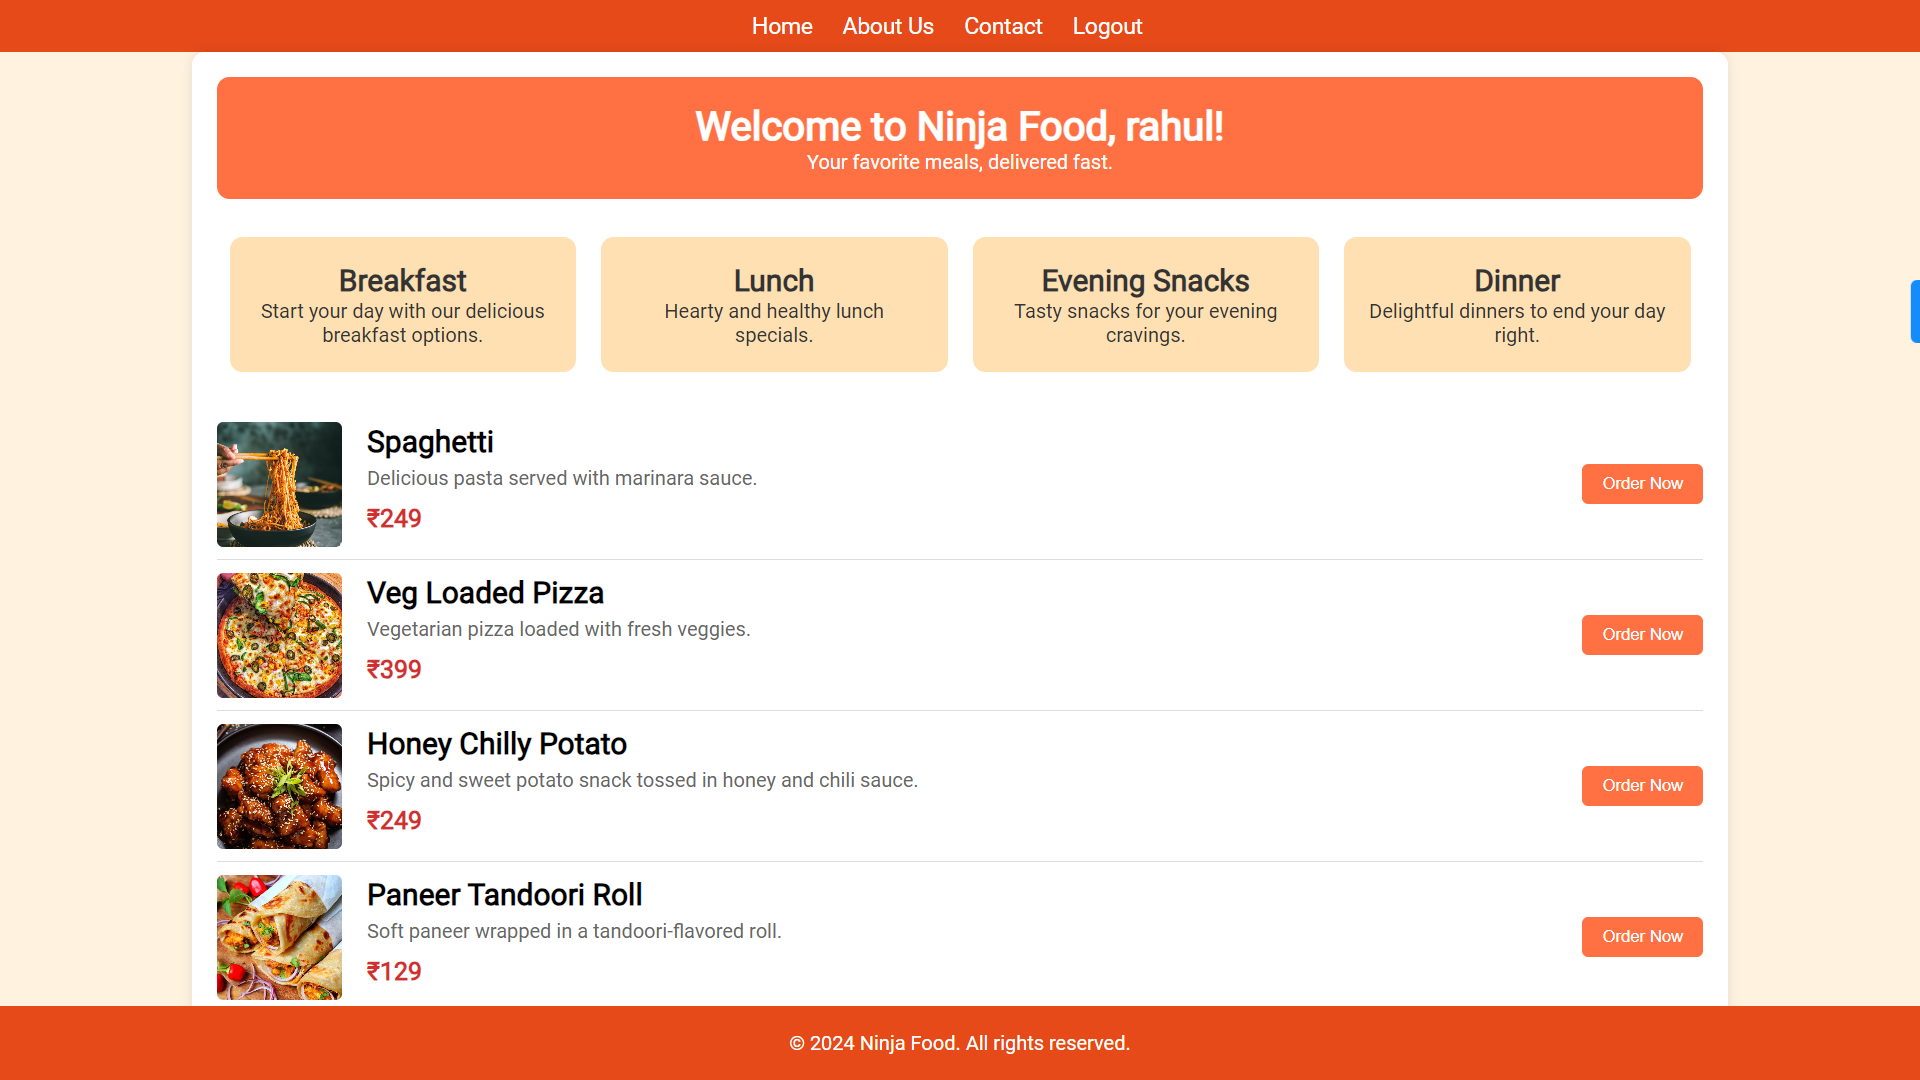 Home About Us Contact Logout
Welcome to Ninja Food, rahul!
Your favorite meals, delivered fast.
Breakfast
Start your day with our delicious
breakfast options.
Lunch
Hearty and healthy lunch
specials.
Evening Snacks
Tasty snacks for your evening
cravings.
Dinner
Delightful dinners to end your day
right.
Spaghetti
Delicious pasta served with marinara sauce.
₹249
Order Now
Veg Loaded Pizza
Vegetarian pizza loaded with fresh veggies.
₹399
Order Now
Honey Chilly Potato
Spicy and sweet potato snack tossed in honey and chili sauce.
₹249
Order Now
Paneer Tandoori Roll
Soft paneer wrapped in a tandoori-flavored roll.
₹129
Order Now
© 2024 Ninja Food. All rights reserved.